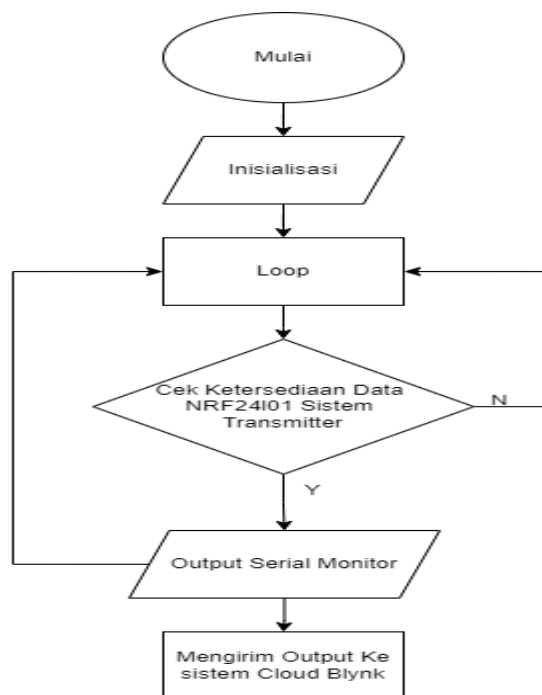 Mulai
Inisialisasi
Loop
Cek Ketersediaan Data
NRF24l01 Sistem
Transmitter
N
Y
Output Serial Monitor
Mengirim Output Ke
sistem Cloud Blynk